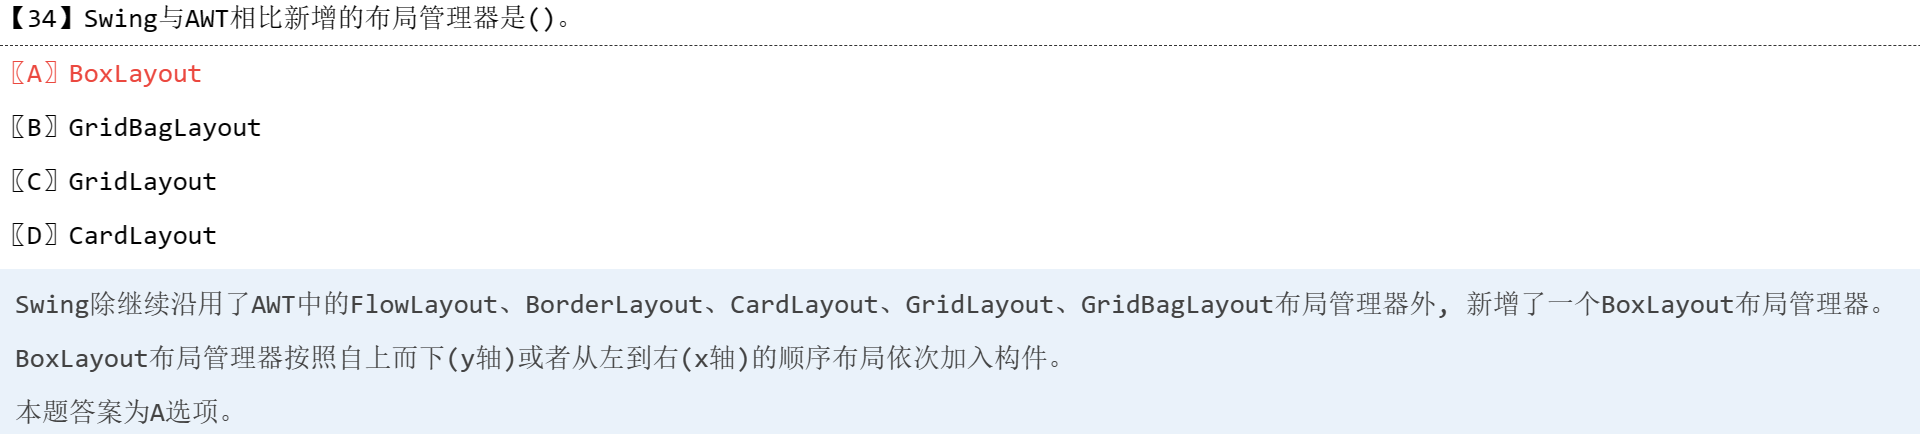 【34】Swing与AWT相比新增的布局管理器是()。
〖A〗BoxLayout
〖B〗GridBagLayout
〖C〗GridLayout
〖D〗CardLayout
Swing除继续沿用了AWT中的FlowLayout、BorderLayout、CardLayout、GridLayout、GridBagLayout布局管理器外, 新增了一个BoxLayout布局管理器。
BoxLayout布局管理器按照自上而下(y轴)或者从左到右(x轴)的顺序布局依次加入构件。
本题答案为A选项。